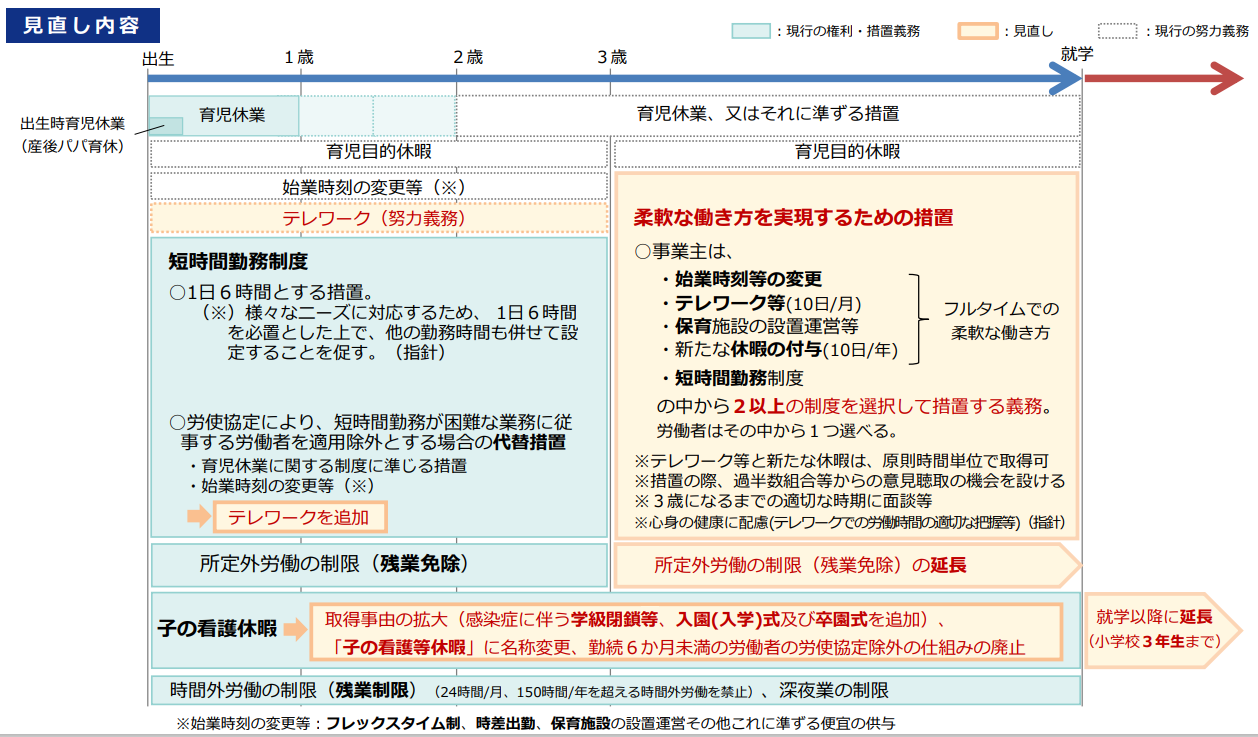 見直し内容
：現行の権利・措置義務
：見直し
：現行の努力義務
出生
1歳
2歳
3歳
就学
出生時育児休業
（産後パパ育休）
育児休業
育児休業、又はそれに準ずる措置
育児目的休暇
育児目的休暇
始業時刻の変更等（※）
テレワーク（努力義務）
短時間勤務制度
○1日６時間とする措置。
（※）様々なニーズに対応するため、 1日６時間
を必置とした上で、他の勤務時間も併せて設
定することを促す。（指針）
○労使協定により、短時間勤務が困難な業務に従
事する労働者を適用除外とする場合の代替措置
・育児休業に関する制度に準じる措置
・始業時刻の変更等（※）
テレワークを追加
柔軟な働き方を実現するための措置
○事業主は、
・始業時刻等の変更
・テレワーク等(10日/月)
・保育施設の設置運営等
・新たな休暇の付与(10日/年)
・短時間勤務制度
フルタイムでの
柔軟な働き方
の中から２以上の制度を選択して措置する義務。
労働者はその中から１つ選べる。
※テレワーク等と新たな休暇は、原則時間単位で取得可
※措置の際、過半数組合等からの意見聴取の機会を設ける
※３歳になるまでの適切な時期に面談等
※心身の健康に配慮(テレワークでの労働時間の適切な把握等)（指針）
所定外労働の制限（残業免除）
所定外労働の制限（残業免除）の延長
子の看護休暇
取得事由の拡大（感染症に伴う学級閉鎖等、入園(入学)式及び卒園式を追加）、
「子の看護等休暇」に名称変更、勤続６か月未満の労働者の労使協定除外の仕組みの廃止
就学以降に延長
（小学校３年生まで）
時間外労働の制限（残業制限）（24時間/月、150時間/年を超える時間外労働を禁止）、深夜業の制限
※始業時刻の変更等：フレックスタイム制、時差出勤、保育施設の設置運営その他これに準ずる便宜の供与